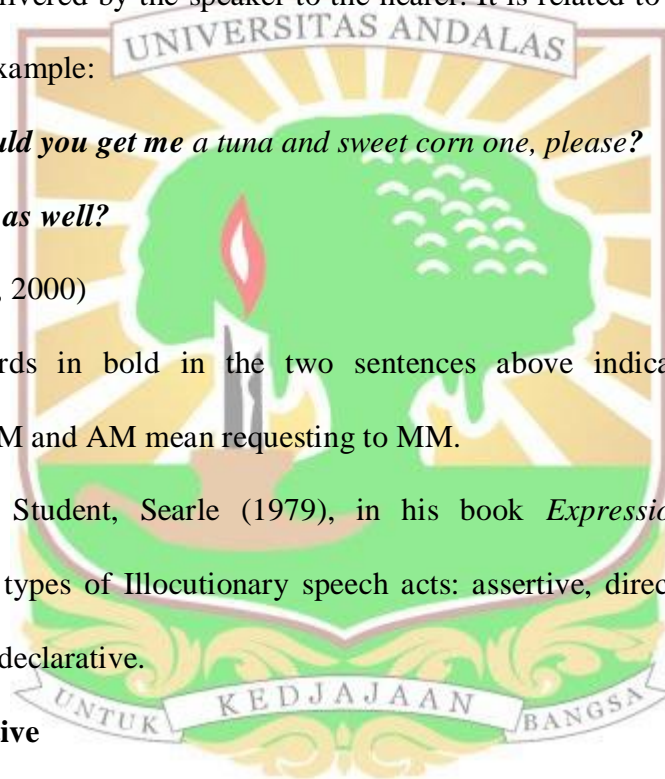 livered by the speaker to the hearer. It is related to
UNIVERSITAS ANDALAS
xample:
uld you get me a tuna and sweet corn one, please?
as well?
, 2000)
rds in bold in the two sentences above indica
M and AM mean requesting to MM.
Student, Searle (1979), in his book Expressio
types of Illocutionary speech acts: assertive, direc
declarative.
UNTUK KEDJAJAAN BANGSA
ive